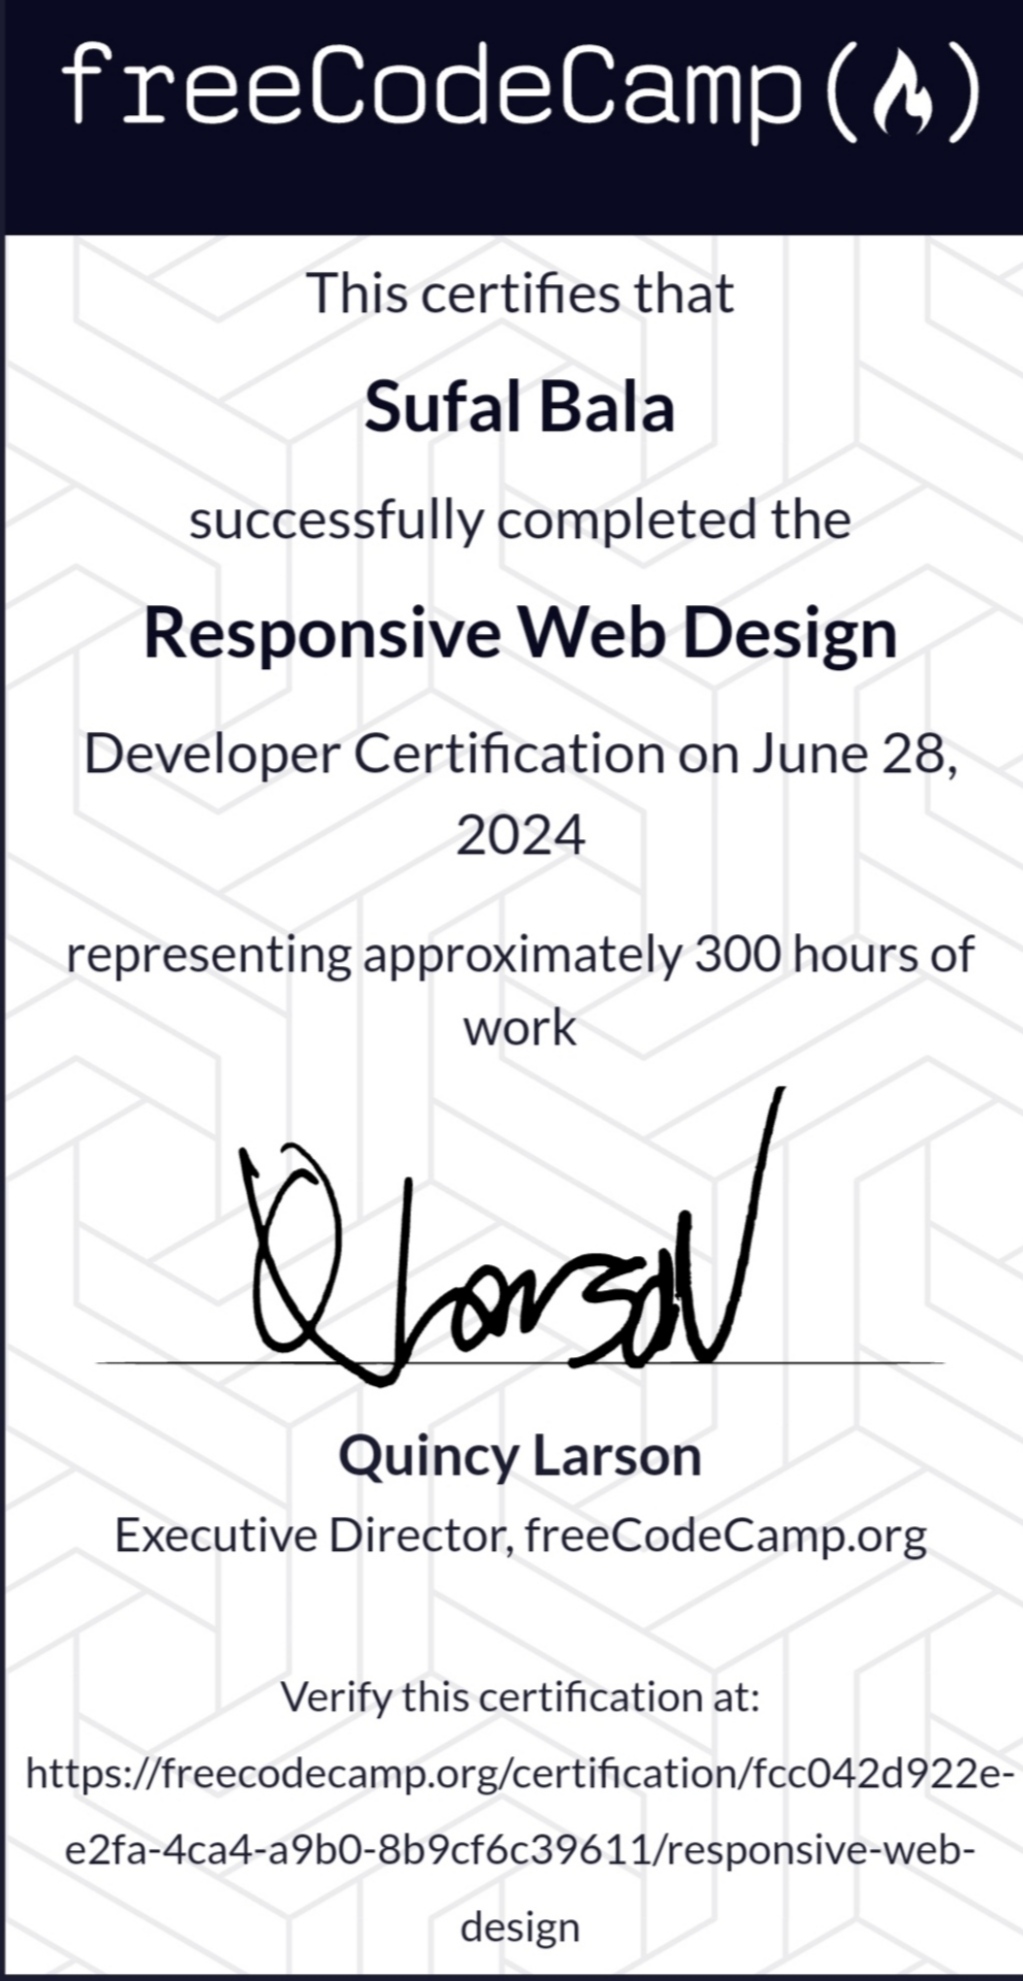 freeCodeCamp
This certifies that
Sufal Bala
successfully completed the
Responsive Web Design
Developer Certification on June 28,
2024
representing approximately 300 hours of
work
Q Larson
Quincy Larson
Executive Director, freeCodeCamp.org
Verify this certification at:
https://freecodecamp.org/certification/fcc042d922e-
e2fa-4ca4-a9b0-8b9cf6c39611/responsive-web-
design